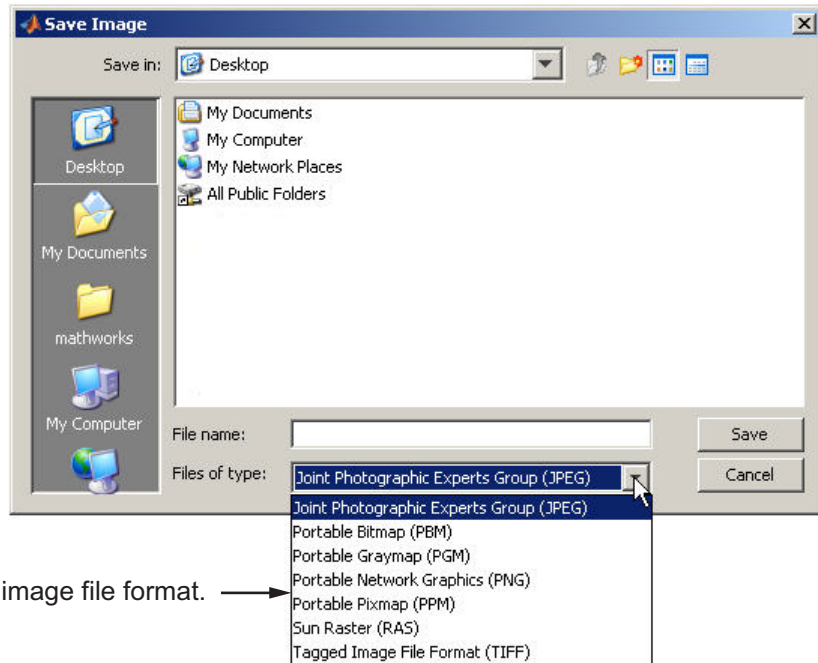 Save Image
Save in:
Desktop
My Documents
My Computer
My Network Places
All Public Folders
Desktop
My Documents
mathworks
My Computer
File name:
Save
Files of type:
Joint Photographic Experts Group (JPEG)
Cancel
Joint Photographic Experts Group (JPEG)
Portable Bitmap (PBM)
Portable Graymap (PGM)
Portable Network Graphics (PNG)
image file format.
Portable Pixmap (PPM)
Sun Raster (RAS)
Tagged Image File Format (TIFF)